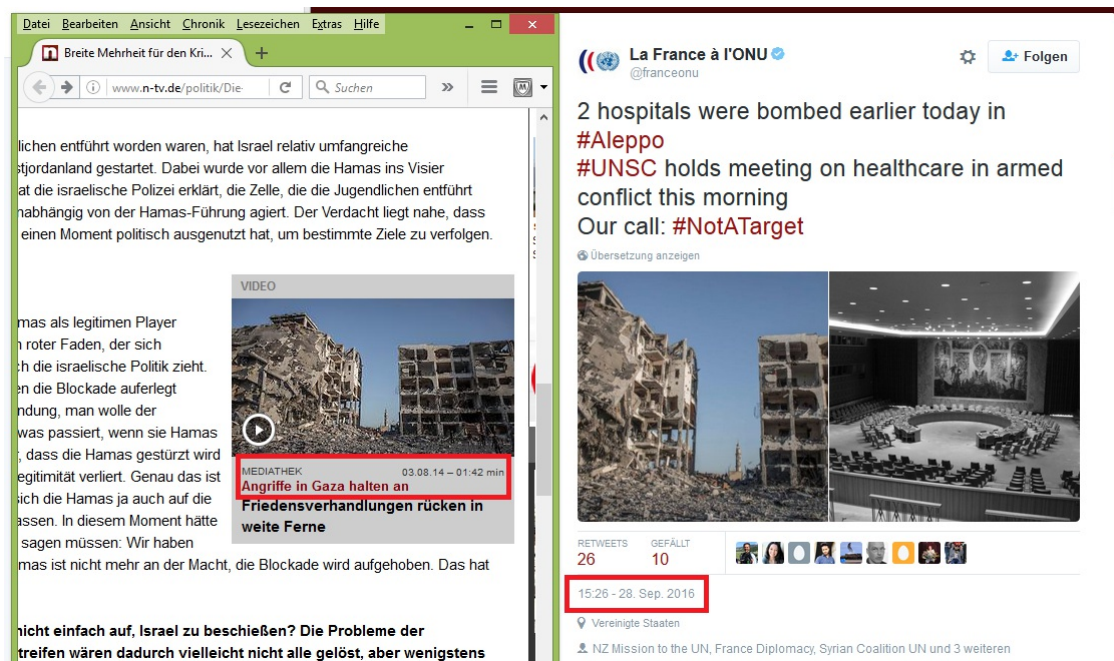 Datei Bearbeiten Ansicht Chronik Lesezeichen Extras Hilfe
Breite Mehrheit für den Kri...
www.n-tv.de/politik/Die-
Suchen
lichen entführt worden waren, hat Israel relativ umfangreiche
stjordanland gestartet. Dabei wurde vor allem die Hamas ins Visier
at die israelische Polizei erklärt, die Zelle, die die Jugendlichen entführt
nabhängig von der Hamas-Führung agiert. Der Verdacht liegt nahe, dass
einen Moment politisch ausgenutzt hat, um bestimmte Ziele zu verfolgen.
mas als legitimen Player
n roter Faden, der sich
ch die israelische Politik zieht.
en die Blockade auferlegt
ndung, man wolle der
was passiert, wenn sie Hamas
, dass die Hamas gestürzt wird
egitimität verliert. Genau das ist
sich die Hamas ja auch auf die
assen. In diesem Moment hätte
sagen müssen: Wir haben
mas ist nicht mehr an der Macht, die Blockade wird aufgehoben. Das hat
VIDEO
MEDIATHEK 03.08.14 – 01:42 min
Angriffe in Gaza halten an
Friedensverhandlungen rücken in
weite Ferne
nicht einfach auf, Israel zu beschießen? Die Probleme der
treifen wären dadurch vielleicht nicht alle gelöst, aber wenigstens
La France à l'ONU
@franceonu
Folgen
2 hospitals were bombed earlier today in
#Aleppo
#UNSC holds meeting on healthcare in armed
conflict this morning
Our call: #NotATarget
Übersetzung anzeigen
RETWEETS GEFÄLLT
26 10
15:26 - 28. Sep. 2016
Vereinigte Staaten
NZ Mission to the UN, France Diplomacy, Syrian Coalition UN und 3 weiteren